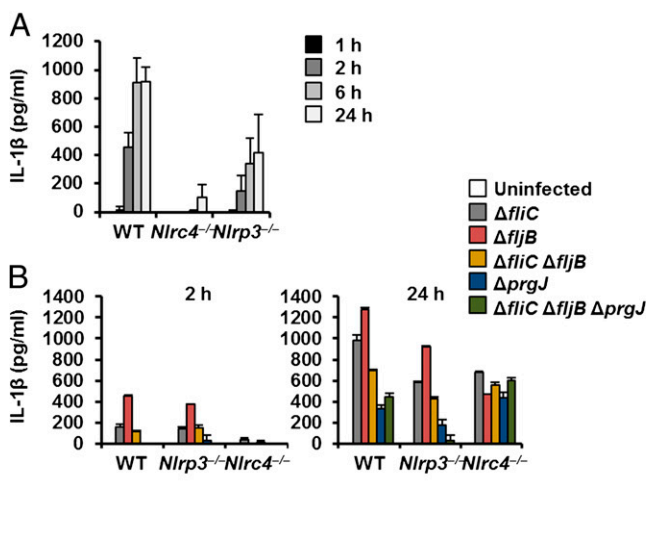 A
IL-1β (pg/ml)
1200
1000
800
600
400
200
0
WT Nlrc4–/– Nlrp3–/–
1 h
2 h
6 h
24 h
Uninfected
ΔfliC
ΔfljB
ΔfliC ΔfljB
ΔprgJ
ΔfliC ΔfljB ΔprgJ
B
IL-1β (pg/ml)
2 h
1400
1200
1000
800
600
400
200
0
WT Nlrp3–/– Nlrc4–/–
24 h
1400
1200
1000
800
600
400
200
0
WT Nlrp3–/– Nlrc4–/–